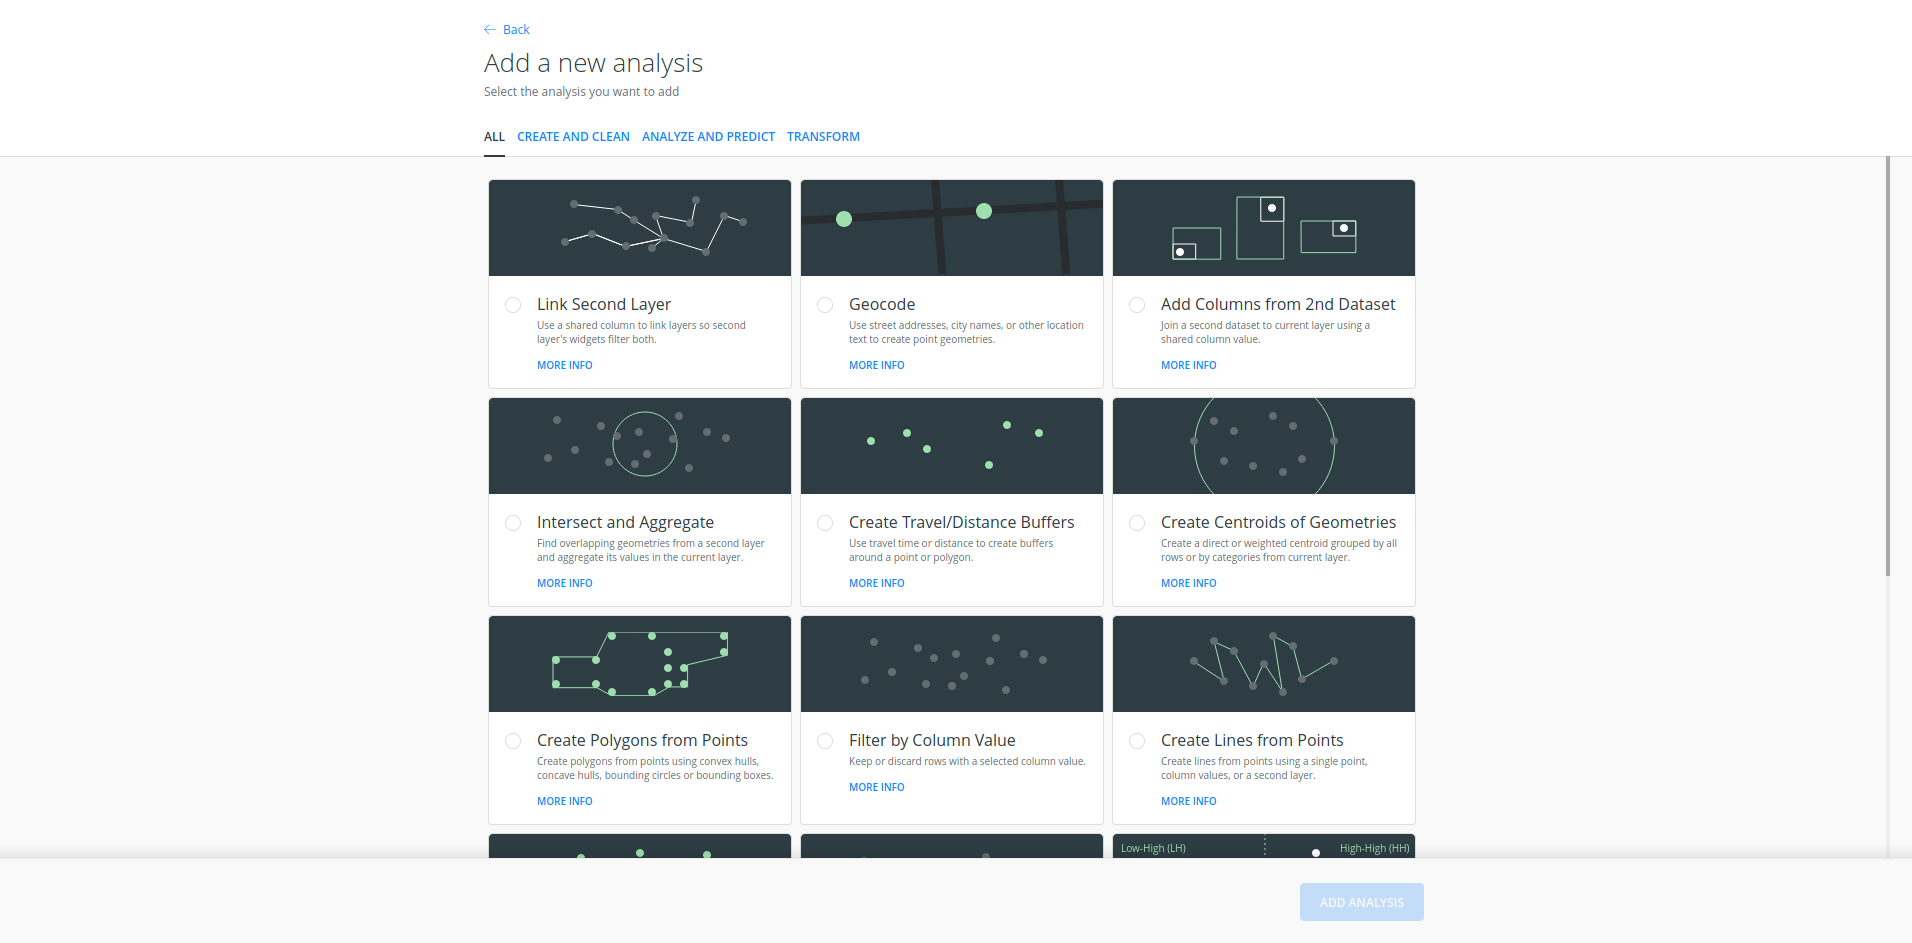 Back
Add a new analysis
Select the analysis you want to add
ALL CREATE AND CLEAN ANALYZE AND PREDICT TRANSFORM
Link Second Layer
Use a shared column to link layers so second
layer's widgets filter both.
MORE INFO
Geocode
Use street addresses, city names, or other location
text to create point geometries.
MORE INFO
Add Columns from 2nd Dataset
Join a second dataset to current layer using a
shared column value.
MORE INFO
Intersect and Aggregate
Find overlapping geometries from a second layer
and aggregate its values in the current layer.
MORE INFO
Create Travel/Distance Buffers
Use travel time or distance to create buffers
around a point or polygon.
MORE INFO
Create Centroids of Geometries
Create a direct or weighted centroid grouped by all
rows or by categories from current layer.
MORE INFO
Create Polygons from Points
Create polygons from points using convex hulls,
concave hulls, bounding circles or bounding boxes.
MORE INFO
Filter by Column Value
Keep or discard rows with a selected column value.
MORE INFO
Create Lines from Points
Create lines from points using a single point,
column values, or a second layer.
MORE INFO
Low-High (LH) High-High (HH)
ADD ANALYSIS